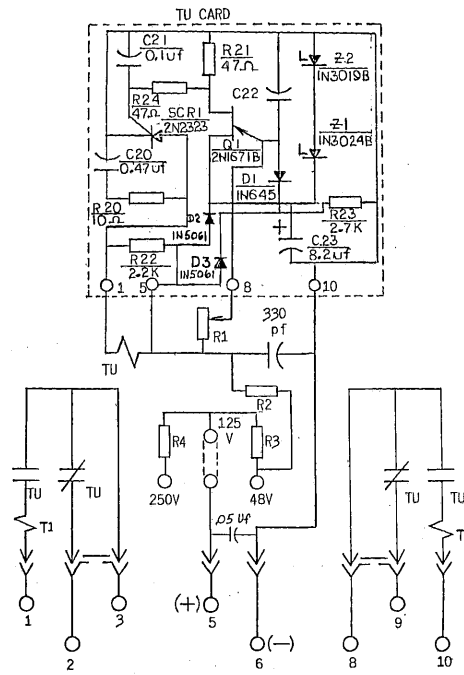 TU CARD
C21
0.1uf
R21
47Ω
C22
Z2
1N3019B
R24
47Ω
SCR1
2N2323
Q1
2N1671B
Z1
1N3024B
C20
0.47uf
D1
1N645
R20
10Ω
D2
1N5061
R23
2.7K
+
C23
8.2uf
R22
2.2K
D3
1N5061
1
5
8
10
R1
330
pf
TU
R2
R4
125
V
R3
250V
48V
.05 uf
TU
TU
TU
TU
T1
T
1
2
3
(+)
5
6
(−)
8
9
10